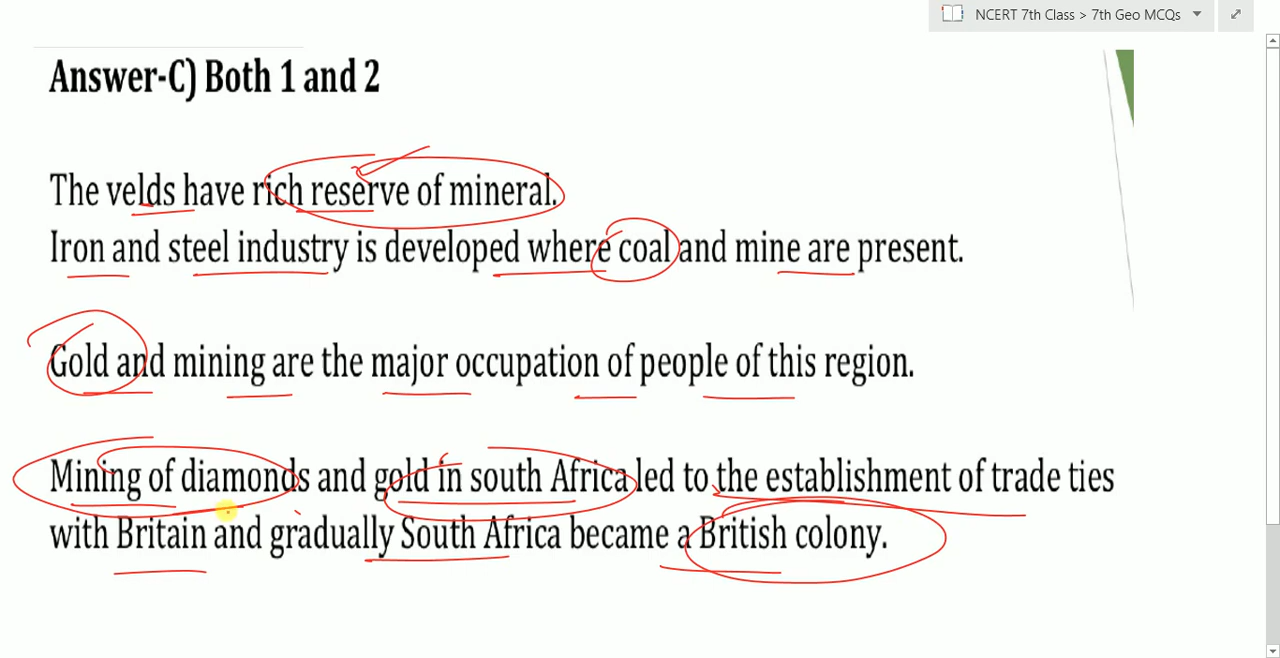 NCERT 7th Class > 7th Geo MCQs
Answer-C) Both 1 and 2
The velds have rich reserve of mineral.
Iron and steel industry is developed where coal and mine are present.
Gold and mining are the major occupation of people of this region.
Mining of diamonds and gold in south Africa led to the establishment of trade ties
with Britain and gradually South Africa became a British colony.